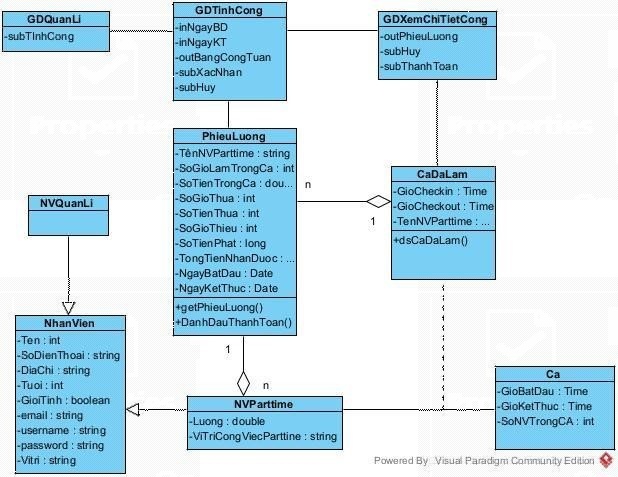 GDQuanLi
-subTInhCong
GDTinhCong
-inNgayBD
-inNgayKT
-outBangCongTuan
-subXacNhan
-subHuy
GDXemChiTietCong
-outPhieuLuong
-subHuy
-subThanhToan
PhieuLuong
-TênNVParttime : string
-SoGioLamTrongCa : int
-SoTienTrongCa : dou...
-SoGioThua : int
-SoTienThua : int
-SoGioThieu : int
-SoTienPhat : long
-TongTienNhanDuoc : ...
-NgayBatDau : Date
-NgayKetThuc : Date
+getPhieuLuong()
+DanhDauThanhToan()
n
1
CaDaLam
-GioCheckin : Time
-GioCheckout : Time
-TenNVParttime : ...
+dsCaDaLam()
NVQuanLi
NhanVien
-Ten : int
-SoDienThoai : string
-DiaChi : string
-Tuoi : int
-GioiTinh : boolean
-email : string
-username : string
-password : string
-Vitri : string
1
n
NVParttime
-Luong : double
-ViTriCongViecParttine : string
Ca
-GioBatDau : Time
-GioKetThuc : Time
-SoNVTrongCA : int
Powered By Visual Paradigm Community Edition
Properties